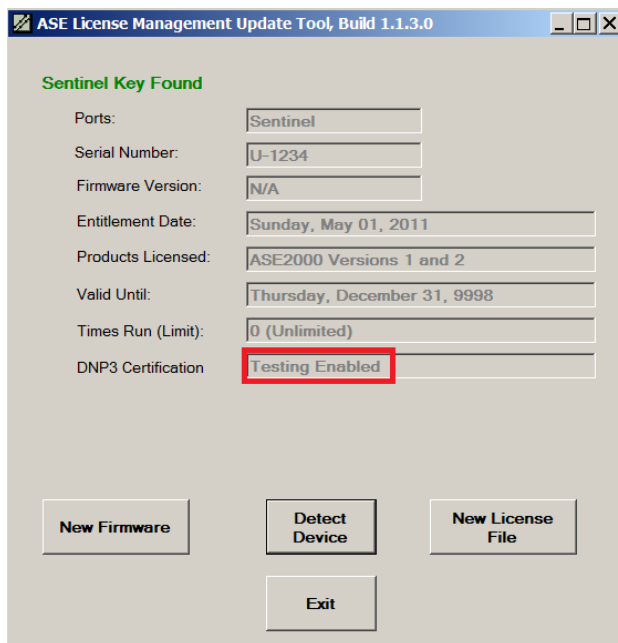 ASE License Management Update Tool, Build 1.1.3.0
Sentinel Key Found
Ports: Sentinel
Serial Number: U-1234
Firmware Version: N/A
Entitlement Date: Sunday, May 01, 2011
Products Licensed: ASE2000 Versions 1 and 2
Valid Until: Thursday, December 31, 9998
Times Run (Limit): 0 (Unlimited)
DNP3 Certification Testing Enabled
New Firmware
Detect
Device
New License
File
Exit